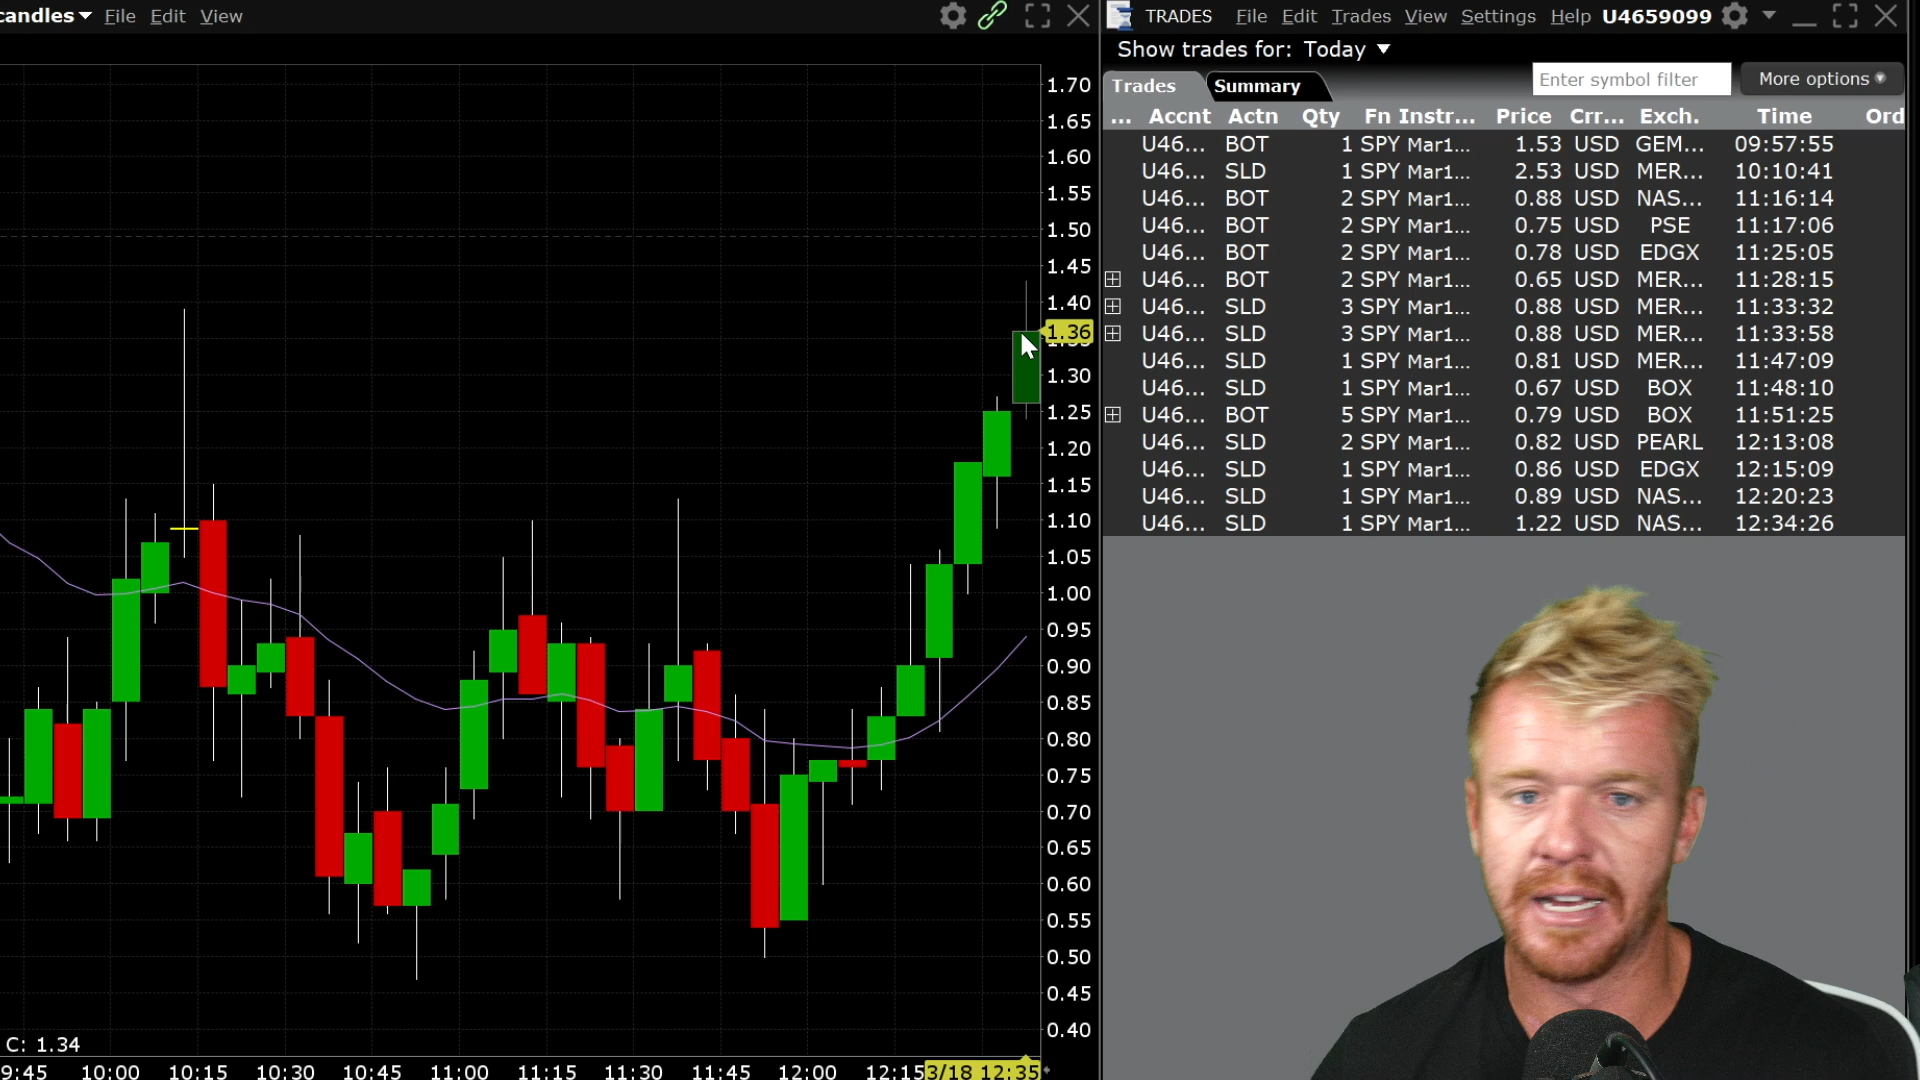 candles File Edit View
TRADES File Edit Trades View Settings Help U4659099
Show trades for: Today
Trades Summary Enter symbol filter More options
... Accnt Actn Qty Fn Instr... Price Crr... Exch. Time Ord
U46... BOT 1 SPY Mar1... 1.53 USD GEM... 09:57:55
U46... SLD 1 SPY Mar1... 2.53 USD MER... 10:10:41
U46... BOT 2 SPY Mar1... 0.88 USD NAS... 11:16:14
U46... BOT 2 SPY Mar1... 0.75 USD PSE 11:17:06
U46... BOT 2 SPY Mar1... 0.78 USD EDGX 11:25:05
U46... BOT 2 SPY Mar1... 0.65 USD MER... 11:28:15
U46... SLD 3 SPY Mar1... 0.88 USD MER... 11:33:32
U46... SLD 3 SPY Mar1... 0.88 USD MER... 11:33:58
U46... SLD 1 SPY Mar1... 0.81 USD MER... 11:47:09
U46... SLD 1 SPY Mar1... 0.67 USD BOX 11:48:10
U46... BOT 5 SPY Mar1... 0.79 USD BOX 11:51:25
U46... SLD 2 SPY Mar1... 0.82 USD PEARL 12:13:08
U46... SLD 1 SPY Mar1... 0.86 USD EDGX 12:15:09
U46... SLD 1 SPY Mar1... 0.89 USD NAS... 12:20:23
U46... SLD 1 SPY Mar1... 1.22 USD NAS... 12:34:26
1.70
1.65
1.60
1.55
1.50
1.45
1.40
1.36
1.30
1.25
1.20
1.15
1.10
1.05
1.00
0.95
0.90
0.85
0.80
0.75
0.70
0.65
0.60
0.55
0.50
0.45
0.40
C: 1.34
9:45 10:00 10:15 10:30 10:45 11:00 11:15 11:30 11:45 12:00 12:15 3/18 12:35